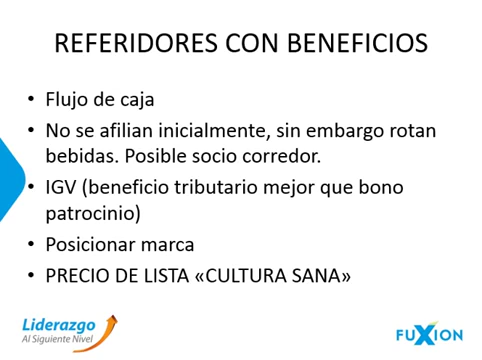 REFERIDORES CON BENEFICIOS
• Flujo de caja
• No se afilian inicialmente, sin embargo rotan
bebidas. Posible socio corredor.
• IGV (beneficio tributario mejor que bono
patrocinio)
• Posicionar marca
• PRECIO DE LISTA «CULTURA SANA»
Liderazgo
Al Siguiente Nivel
FUXION